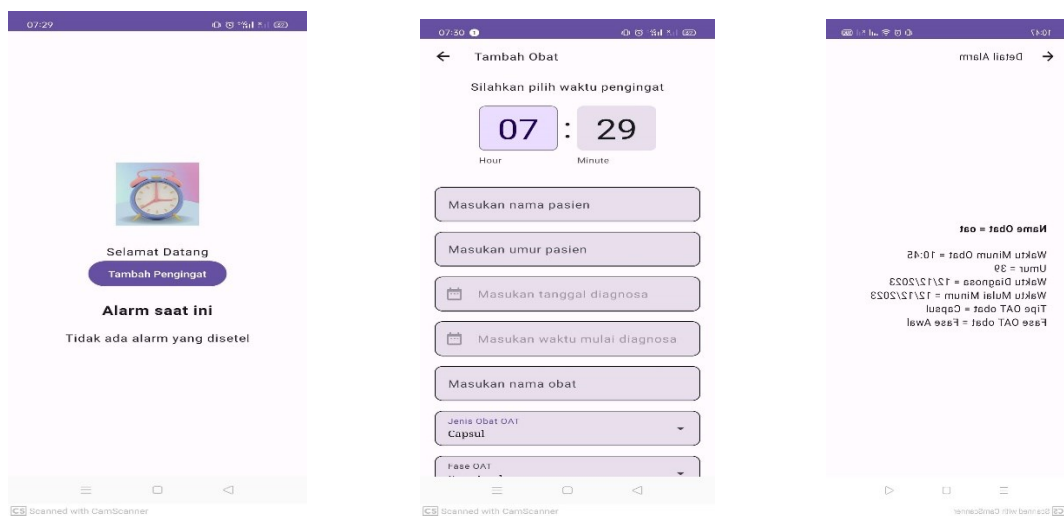 07:29
Selamat Datang
Tambah Pengingat
Alarm saat ini
Tidak ada alarm yang disetel
CS Scanned with CamScanner
07:30
Tambah Obat
Silahkan pilih waktu pengingat
07 : 29
Hour Minute
Masukan nama pasien
Masukan umur pasien
Masukan tanggal diagnosa
Masukan waktu mulai diagnosa
Masukan nama obat
Jenis Obat OAT
Capsul
Fase OAT
CS Scanned with CamScanner
10:47
Detail Alarm
Name Obat = oat
Waktu Minum Obat = 10:45
Umur = 39
Waktu Diagnosa = 12/12/2023
Waktu Mulai Minum = 12/12/2023
Tipe OAT obat = Capsul
Fase OAT obat = Fase Awal
CS Scanned with CamScanner